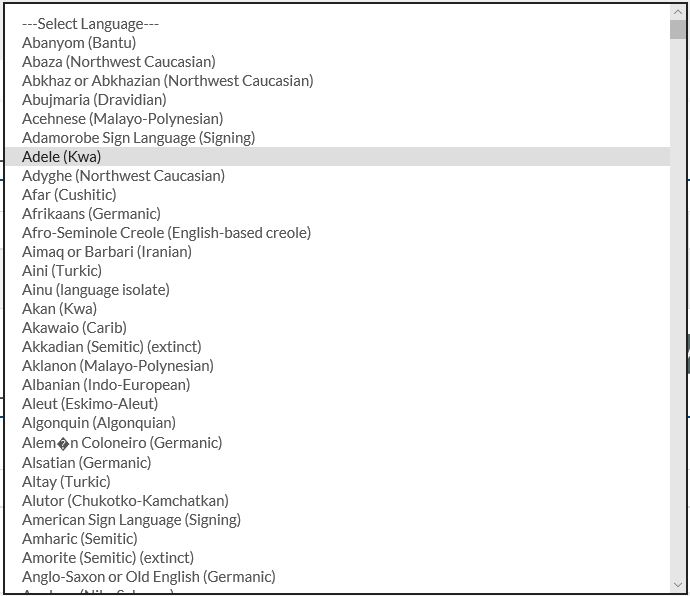 ---Select Language---
Abanyom (Bantu)
Abaza (Northwest Caucasian)
Abkhaz or Abkhazian (Northwest Caucasian)
Abujmaria (Dravidian)
Acehnese (Malayo-Polynesian)
Adamorobe Sign Language (Signing)
Adele (Kwa)
Adyghe (Northwest Caucasian)
Afar (Cushitic)
Afrikaans (Germanic)
Afro-Seminole Creole (English-based creole)
Aimaq or Barbari (Iranian)
Aini (Turkic)
Ainu (language isolate)
Akan (Kwa)
Akawaio (Carib)
Akkadian (Semitic) (extinct)
Aklanon (Malayo-Polynesian)
Albanian (Indo-European)
Aleut (Eskimo-Aleut)
Algonquin (Algonquian)
Alem�n Coloneiro (Germanic)
Alsatian (Germanic)
Altay (Turkic)
Alutor (Chukotko-Kamchatkan)
American Sign Language (Signing)
Amharic (Semitic)
Amorite (Semitic) (extinct)
Anglo-Saxon or Old English (Germanic)